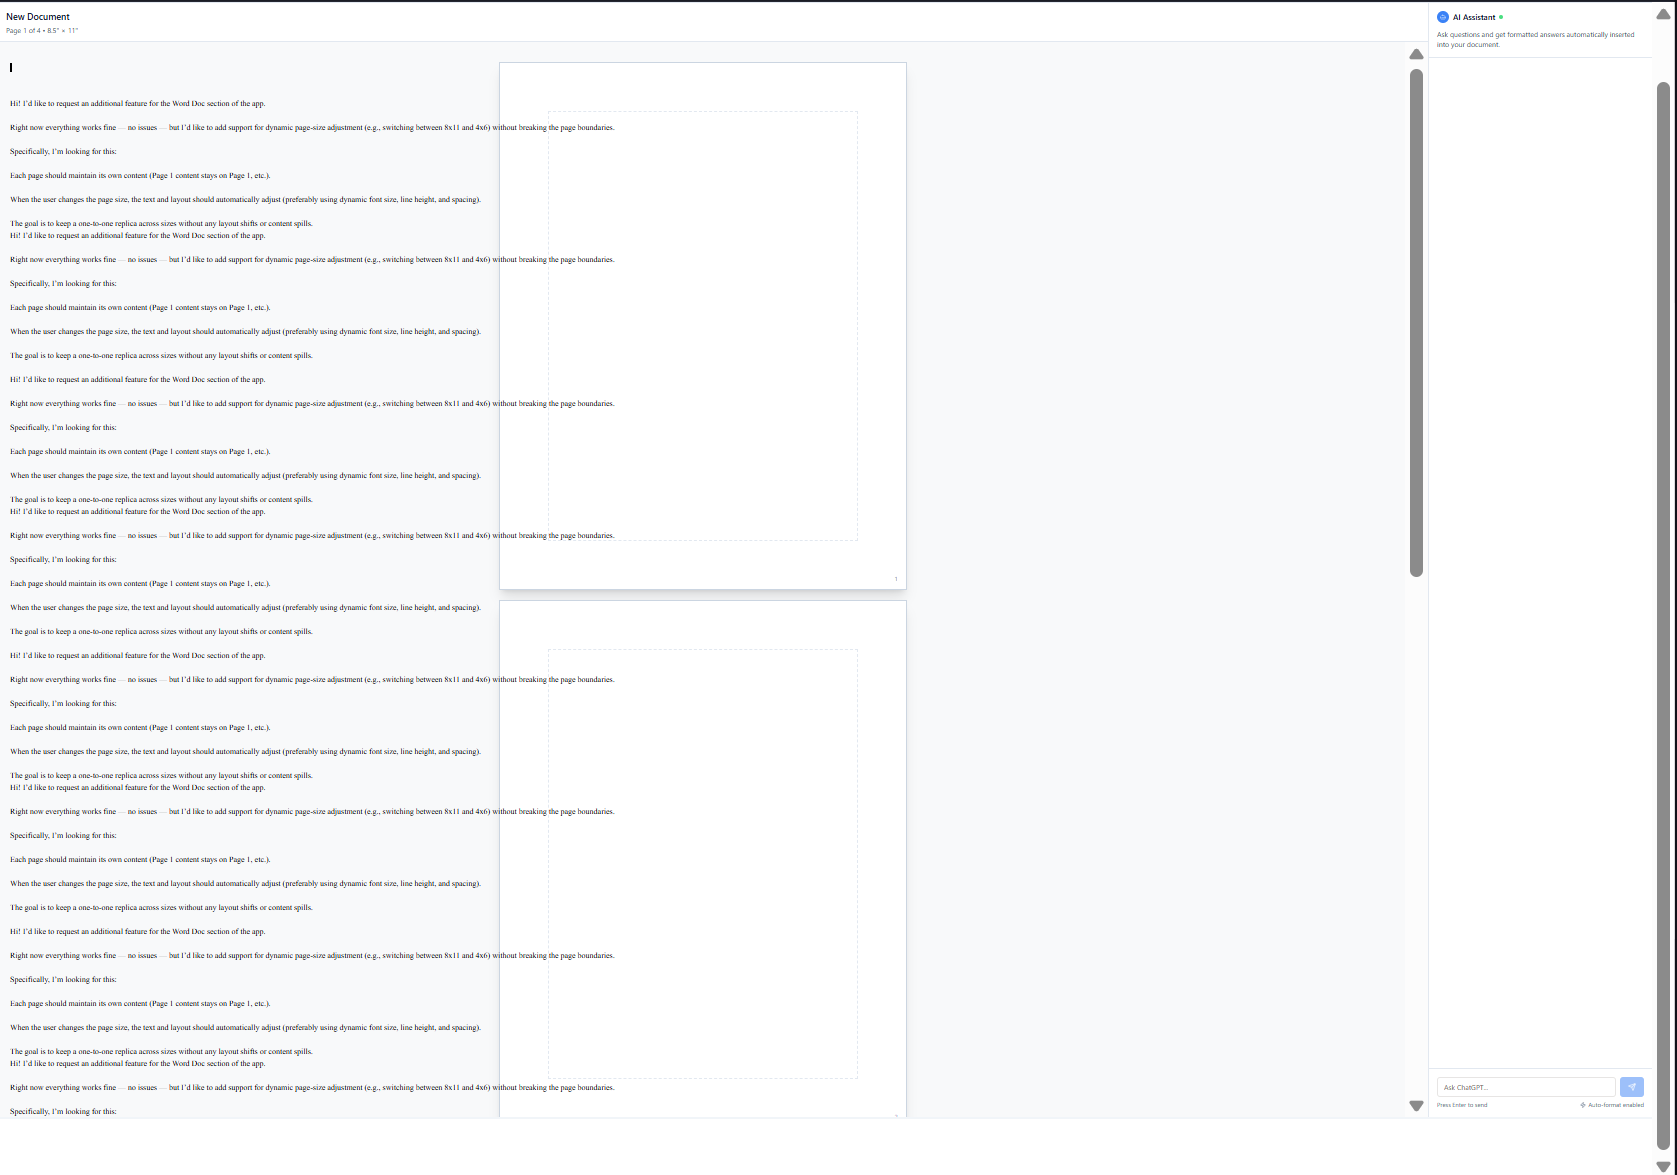 New Document
Page 1 of 4 • 8.5" × 11"
AI Assistant
Ask questions and get formatted answers automatically inserted
into your document.
Hi! I'd like to request an additional feature for the Word Doc section of the app.
Right now everything works fine — no issues — but I'd like to add support for dynamic page-size adjustment (e.g., switching between 8x11 and 4x6) without breaking the page boundaries.
Specifically, I'm looking for this:
Each page should maintain its own content (Page 1 content stays on Page 1, etc.).
When the user changes the page size, the text and layout should automatically adjust (preferably using dynamic font size, line height, and spacing).
The goal is to keep a one-to-one replica across sizes without any layout shifts or content spills.
Hi! I'd like to request an additional feature for the Word Doc section of the app.
Right now everything works fine — no issues — but I'd like to add support for dynamic page-size adjustment (e.g., switching between 8x11 and 4x6) without breaking the page boundaries.
Specifically, I'm looking for this:
Each page should maintain its own content (Page 1 content stays on Page 1, etc.).
When the user changes the page size, the text and layout should automatically adjust (preferably using dynamic font size, line height, and spacing).
The goal is to keep a one-to-one replica across sizes without any layout shifts or content spills.
Hi! I'd like to request an additional feature for the Word Doc section of the app.
Right now everything works fine — no issues — but I'd like to add support for dynamic page-size adjustment (e.g., switching between 8x11 and 4x6) without breaking the page boundaries.
Specifically, I'm looking for this:
Each page should maintain its own content (Page 1 content stays on Page 1, etc.).
When the user changes the page size, the text and layout should automatically adjust (preferably using dynamic font size, line height, and spacing).
The goal is to keep a one-to-one replica across sizes without any layout shifts or content spills.
Hi! I'd like to request an additional feature for the Word Doc section of the app.
Right now everything works fine — no issues — but I'd like to add support for dynamic page-size adjustment (e.g., switching between 8x11 and 4x6) without breaking the page boundaries.
Specifically, I'm looking for this:
1
Each page should maintain its own content (Page 1 content stays on Page 1, etc.).
When the user changes the page size, the text and layout should automatically adjust (preferably using dynamic font size, line height, and spacing).
The goal is to keep a one-to-one replica across sizes without any layout shifts or content spills.
Hi! I'd like to request an additional feature for the Word Doc section of the app.
Right now everything works fine — no issues — but I'd like to add support for dynamic page-size adjustment (e.g., switching between 8x11 and 4x6) without breaking the page boundaries.
Specifically, I'm looking for this:
Each page should maintain its own content (Page 1 content stays on Page 1, etc.).
When the user changes the page size, the text and layout should automatically adjust (preferably using dynamic font size, line height, and spacing).
The goal is to keep a one-to-one replica across sizes without any layout shifts or content spills.
Hi! I'd like to request an additional feature for the Word Doc section of the app.
Right now everything works fine — no issues — but I'd like to add support for dynamic page-size adjustment (e.g., switching between 8x11 and 4x6) without breaking the page boundaries.
Specifically, I'm looking for this:
Each page should maintain its own content (Page 1 content stays on Page 1, etc.).
When the user changes the page size, the text and layout should automatically adjust (preferably using dynamic font size, line height, and spacing).
The goal is to keep a one-to-one replica across sizes without any layout shifts or content spills.
Hi! I'd like to request an additional feature for the Word Doc section of the app.
Right now everything works fine — no issues — but I'd like to add support for dynamic page-size adjustment (e.g., switching between 8x11 and 4x6) without breaking the page boundaries.
Specifically, I'm looking for this:
Each page should maintain its own content (Page 1 content stays on Page 1, etc.).
When the user changes the page size, the text and layout should automatically adjust (preferably using dynamic font size, line height, and spacing).
The goal is to keep a one-to-one replica across sizes without any layout shifts or content spills.
Hi! I'd like to request an additional feature for the Word Doc section of the app.
Right now everything works fine — no issues — but I'd like to add support for dynamic page-size adjustment (e.g., switching between 8x11 and 4x6) without breaking the page boundaries.
Specifically, I'm looking for this:
Ask ChatGPT...
Press Enter to send
Auto-format enabled